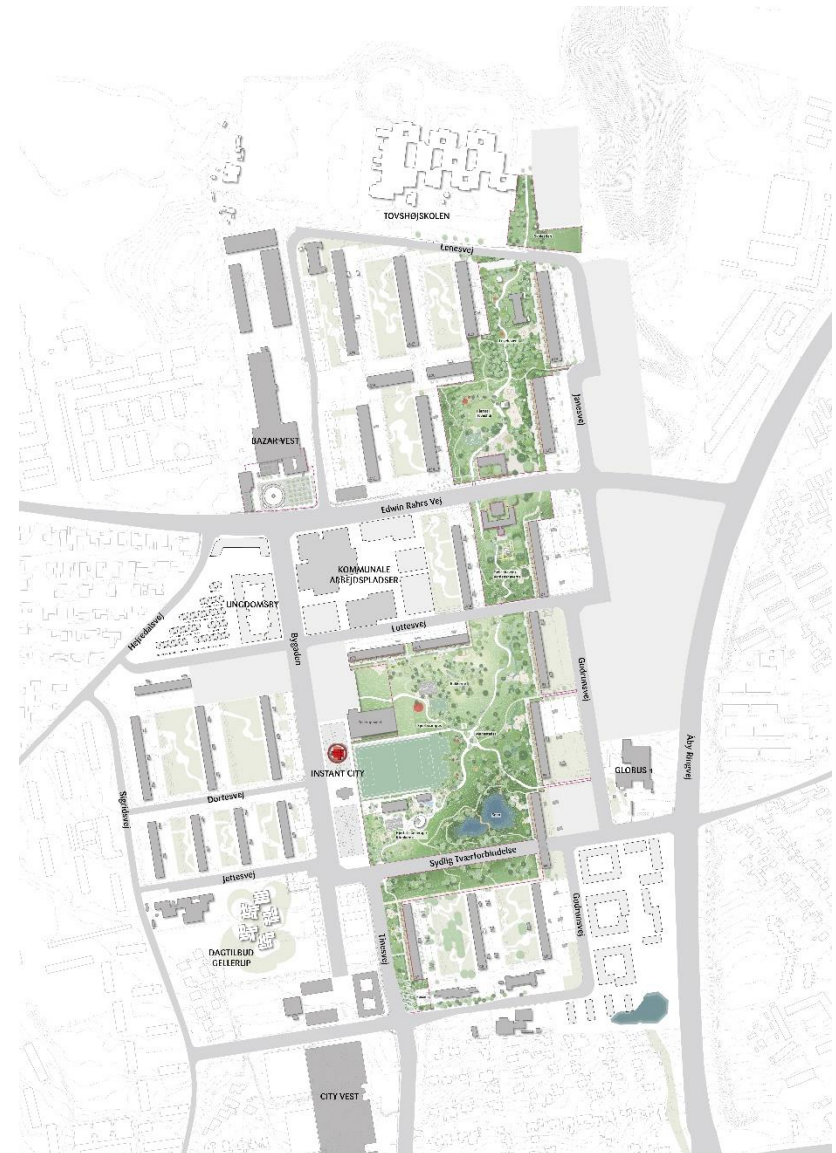 TOVSHØJSKOLEN
Lenesvej
Janesvej
BAZAR VEST
Edwin Rahrs Vej
KOMMUNALE
ARBEJDSPLADSER
UNGDOMSBY
Hejredalsvej
Bygaden
Lottesvej
Gudrunsvej
INSTANT CITY
GLOBUS 1
Åby Ringvej
Dortesvej
Sigridsvej
Sydlig Tværforbindelse
Jettesvej
Tinesvej
Gudrunsvej
DAGTILBUD
GELLERUP
CITY VEST